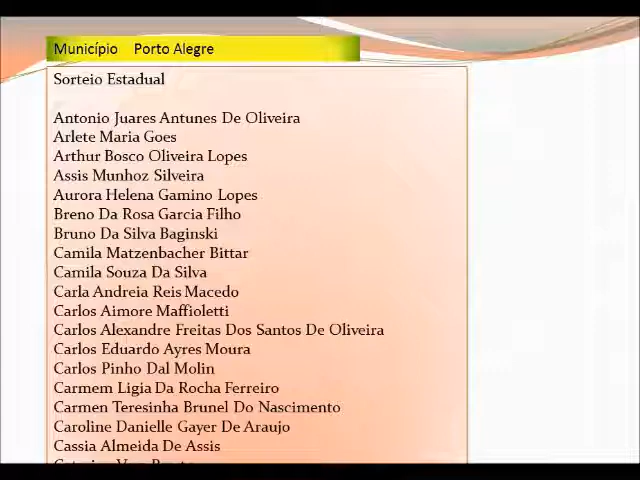 Município Porto Alegre
Sorteio Estadual
Antonio Juares Antunes De Oliveira
Arlete Maria Goes
Arthur Bosco Oliveira Lopes
Assis Munhoz Silveira
Aurora Helena Gamino Lopes
Breno Da Rosa Garcia Filho
Bruno Da Silva Baginski
Camila Matzenbacher Bittar
Camila Souza Da Silva
Carla Andreia Reis Macedo
Carlos Aimore Maffioletti
Carlos Alexandre Freitas Dos Santos De Oliveira
Carlos Eduardo Ayres Moura
Carlos Pinho Dal Molin
Carmem Ligia Da Rocha Ferreiro
Carmen Teresinha Brunel Do Nascimento
Caroline Danielle Gayer De Araujo
Cassia Almeida De Assis